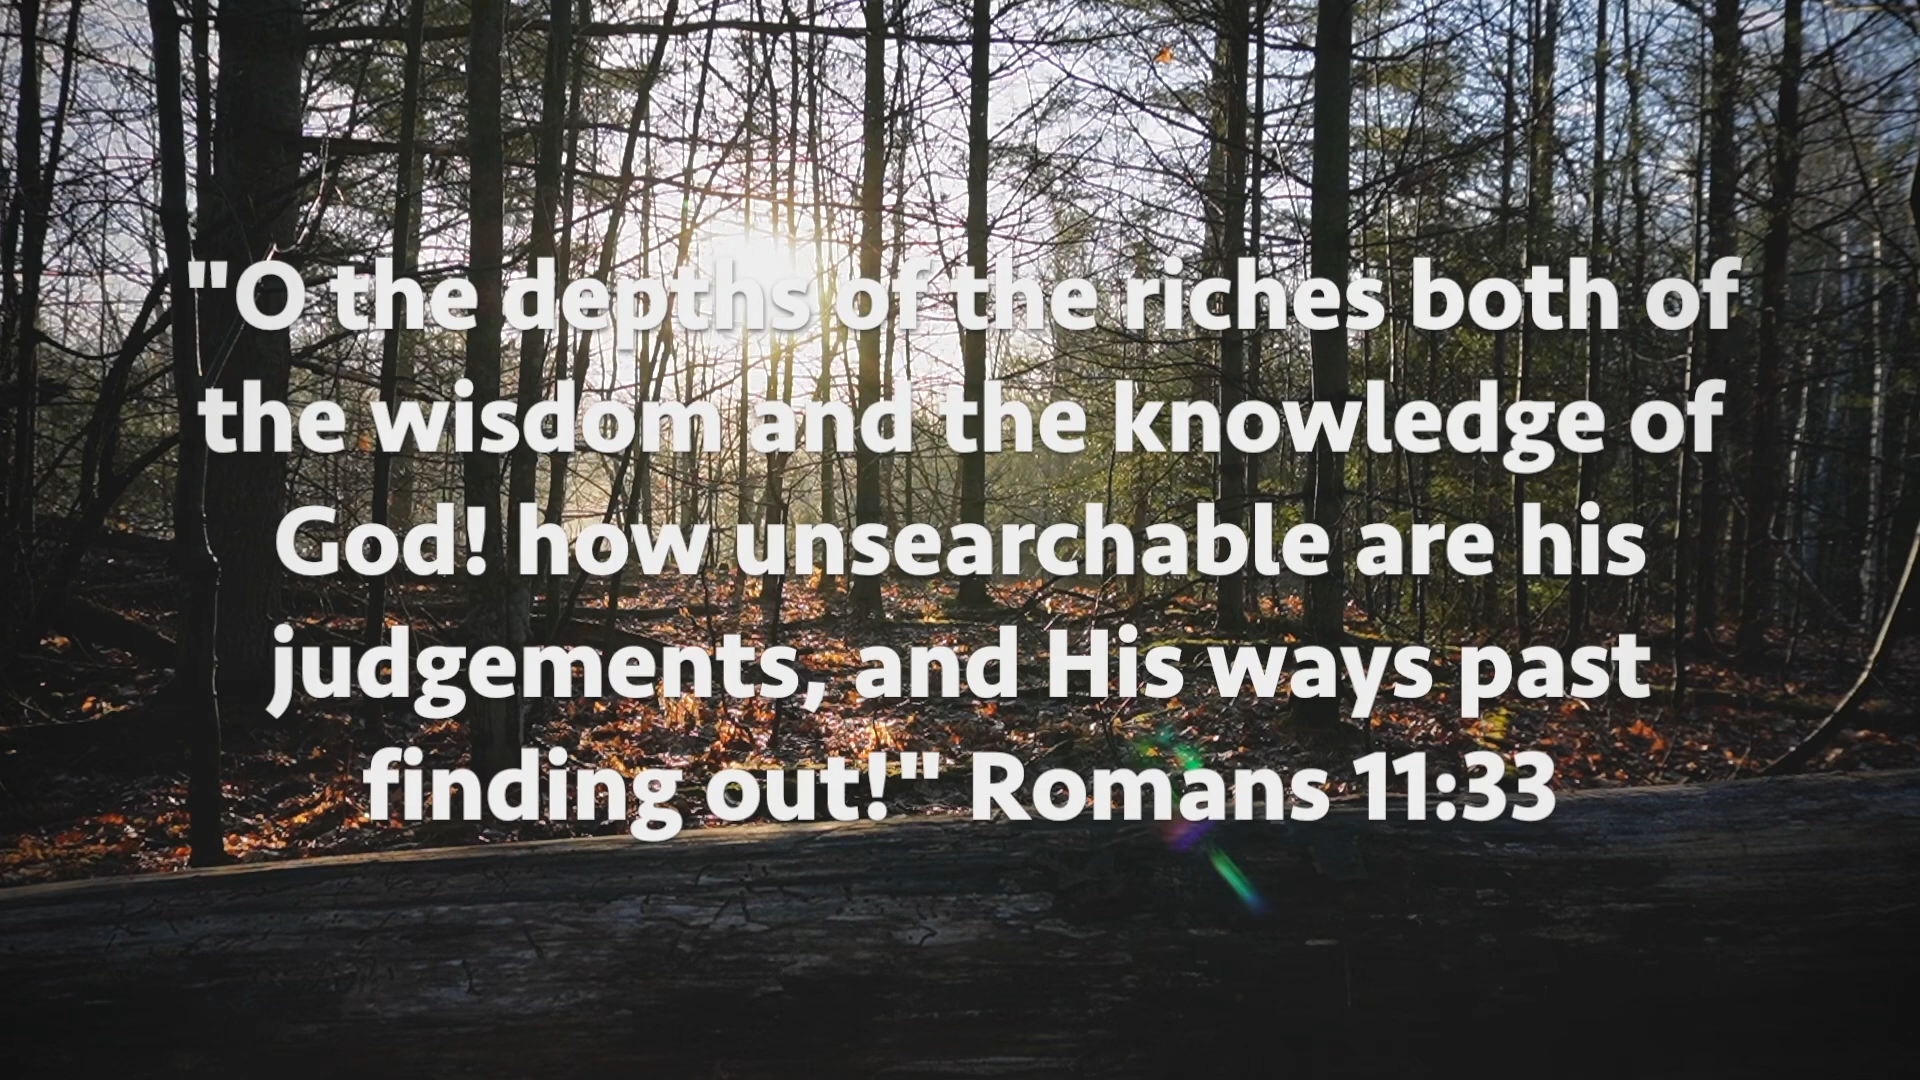 "O the depths of the riches both of
the wisdom and the knowledge of
God! how unsearchable are his
judgements, and His ways past
finding out!" Romans 11:33